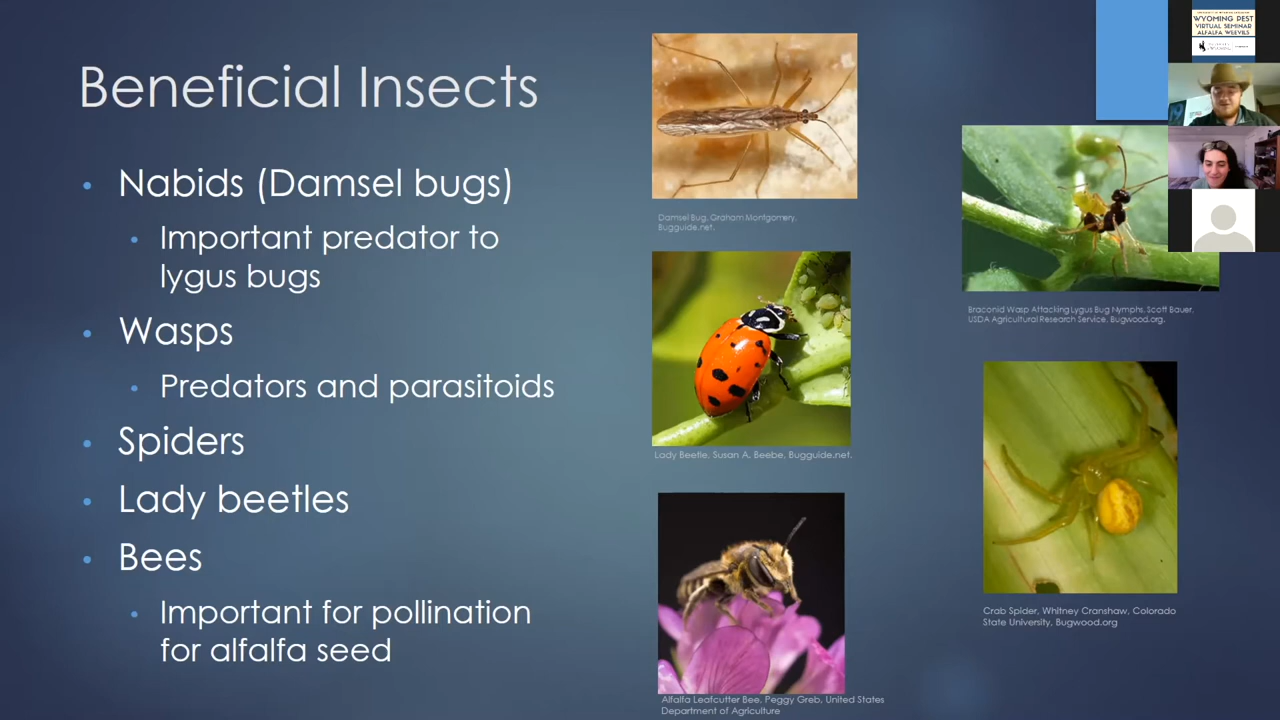 Beneficial Insects
• Nabids (Damsel bugs)
• Important predator to
lygus bugs
• Wasps
• Predators and parasitoids
• Spiders
• Lady beetles
• Bees
• Important for pollination
for alfalfa seed
Damsel Bug, Graham Montgomery,
Bugguide.net.
Lady Beetle, Susan A. Beebe, Bugguide.net.
Alfalfa Leafcutter Bee, Peggy Greb, United States
Department of Agriculture
Braconid Wasp Attacking Lygus Bug Nymphs, Scott Bauer,
USDA Agricultural Research Service, Bugwood.org.
Crab Spider, Whitney Cranshaw, Colorado
State University, Bugwood.org
WYOMING PEST
VIRTUAL SEMINAR
ALFALFA WEEVILS